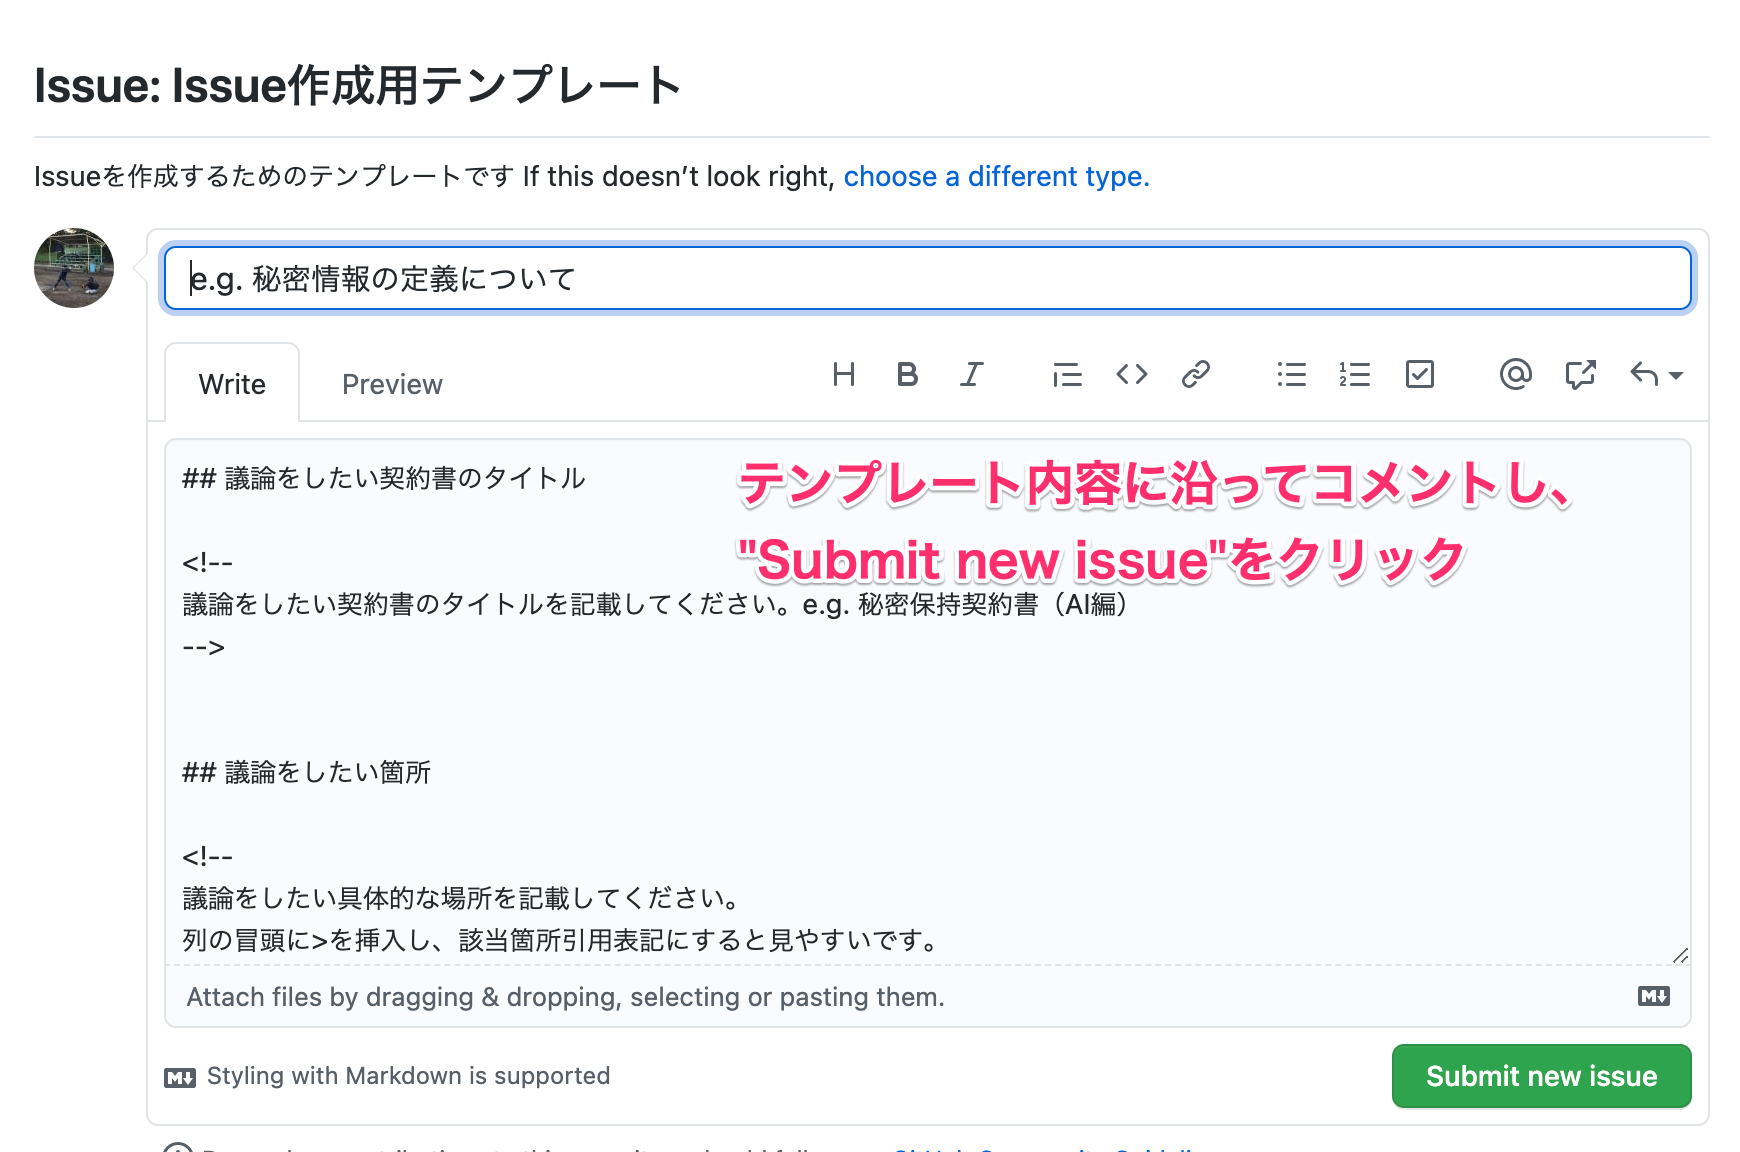 Issue: Issue作成用テンプレート
Issueを作成するためのテンプレートです If this doesn’t look right, choose a different type.
e.g. 秘密情報の定義について
Write Preview
## 議論をしたい契約書のタイトル
テンプレート内容に沿ってコメントし、
"Submit new issue"をクリック
<!--
議論をしたい契約書のタイトルを記載してください。e.g. 秘密保持契約書（AI編）
-->
## 議論をしたい箇所
<!--
議論をしたい具体的な場所を記載してください。
列の冒頭に>を挿入し、該当箇所引用表記にすると見やすいです。
Attach files by dragging & dropping, selecting or pasting them.
Styling with Markdown is supported
Submit new issue